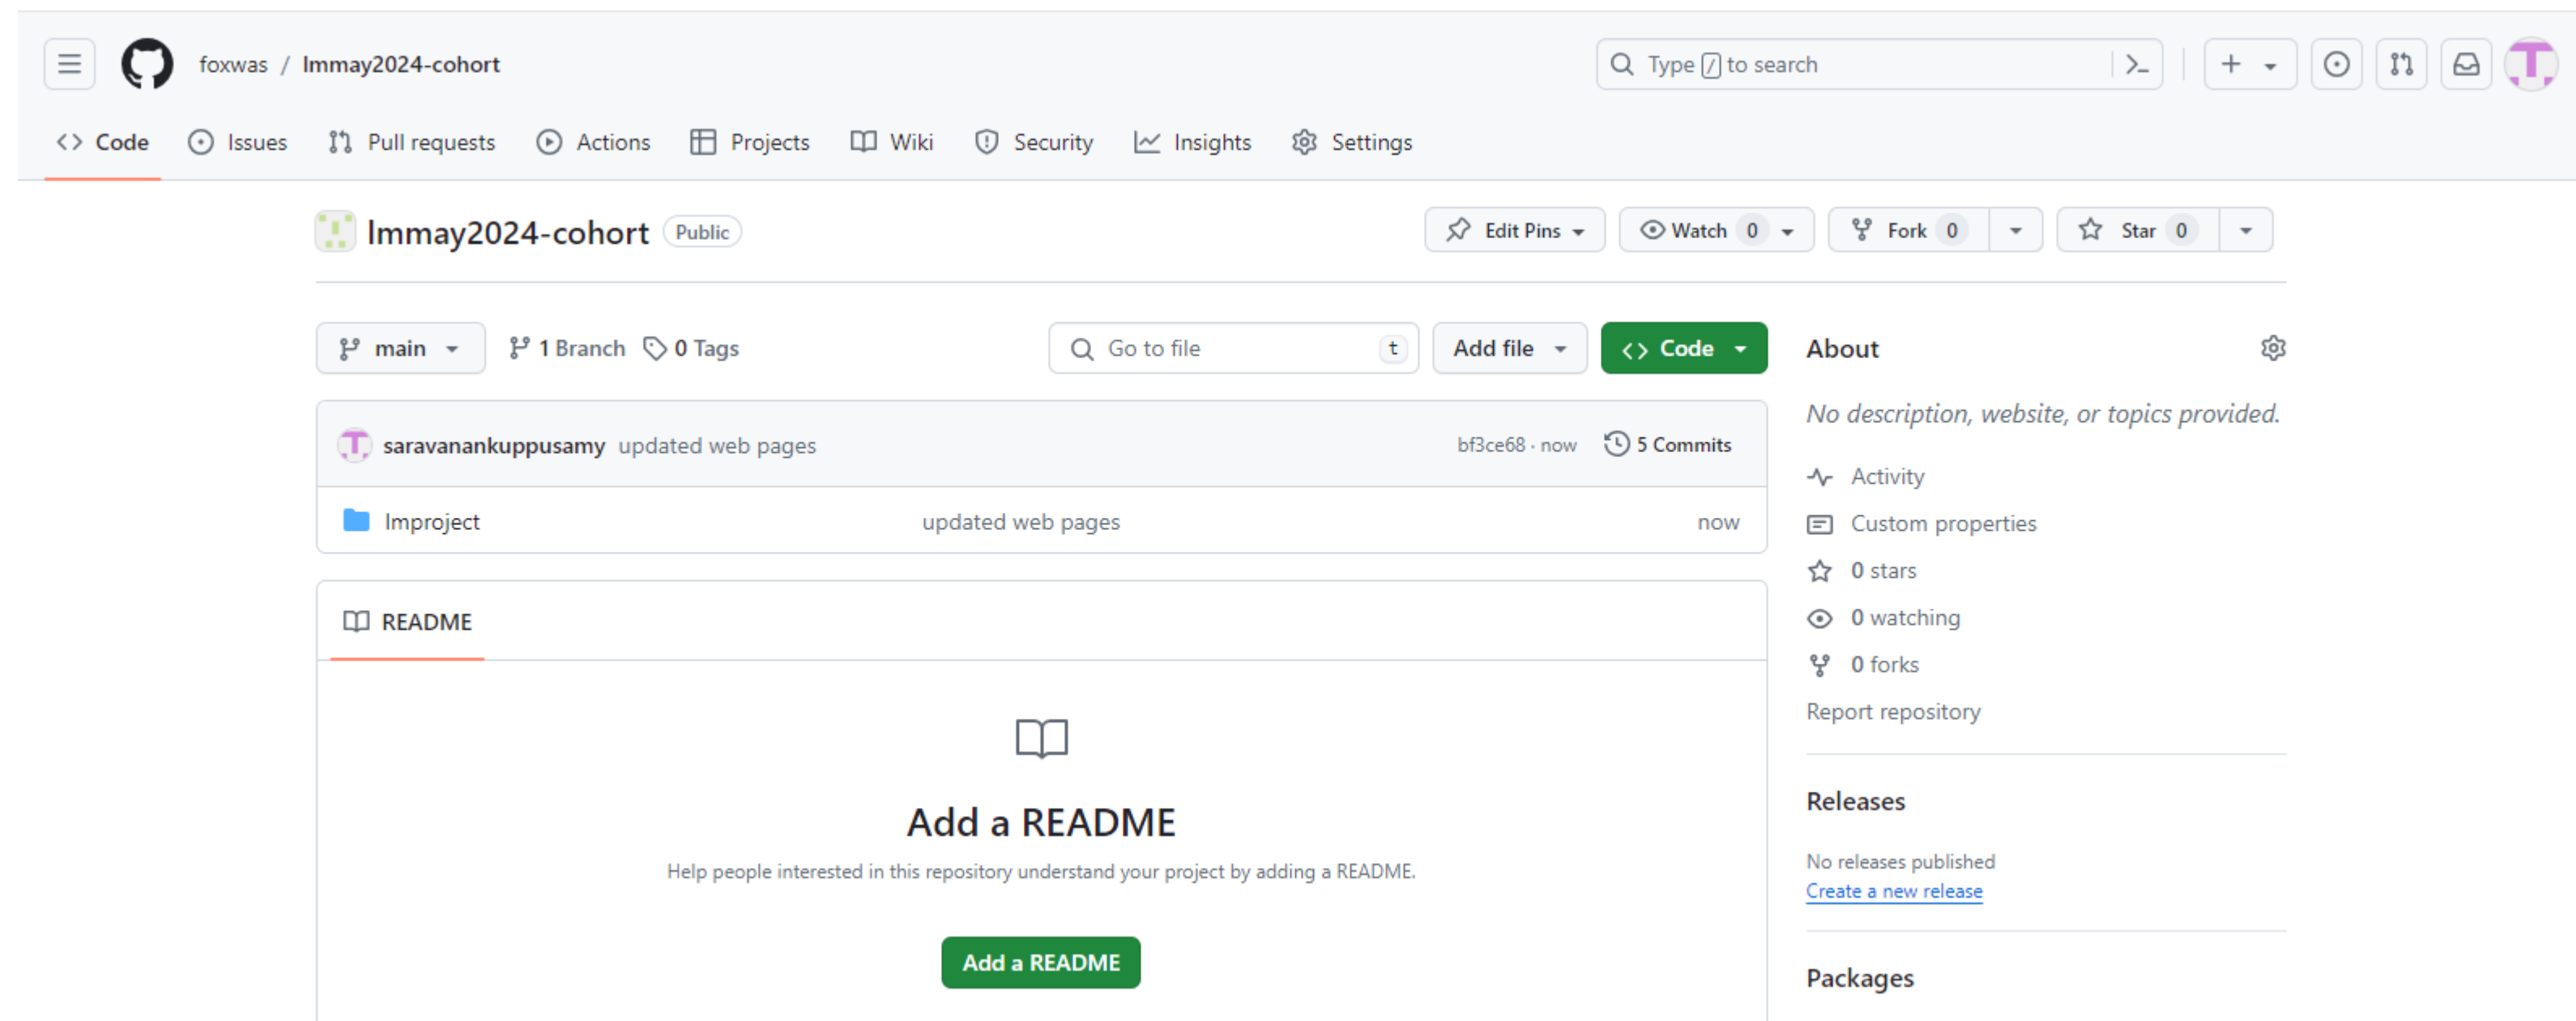 foxwas / lmmay2024-cohort
Type / to search
Code Issues Pull requests Actions Projects Wiki Security Insights Settings
lmmay2024-cohort Public
Edit Pins Watch 0 Fork 0 Star 0
main 1 Branch 0 Tags Go to file t Add file Code
saravanankuppusamy updated web pages bf3ce68 · now 5 Commits
lmproject updated web pages now
README
Add a README
Help people interested in this repository understand your project by adding a README.
Add a README
About
No description, website, or topics provided.
Activity
Custom properties
0 stars
0 watching
0 forks
Report repository
Releases
No releases published
Create a new release
Packages